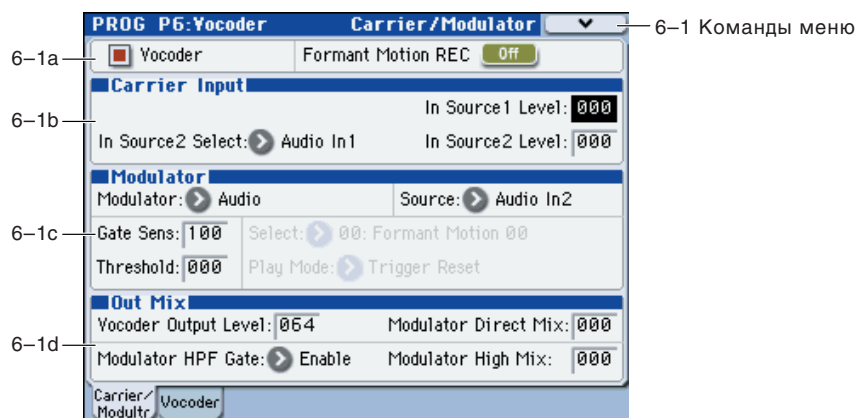 PROG P6:Vocoder Carrier/Modulator
6–1 Команды меню
6–1a
Vocoder Formant Motion REC Off
6–1b
Carrier Input
In Source1 Level: 000
In Source2 Select: Audio In1 In Source2 Level: 000
6–1c
Modulator
Modulator: Audio Source: Audio In2
Gate Sens: 100 Select: 00: Formant Motion 00
Threshold: 000 Play Mode: Trigger Reset
6–1d
Out Mix
Vocoder Output Level: 064 Modulator Direct Mix: 000
Modulator HPF Gate: Enable Modulator High Mix: 000
Carrier/
Modultr Vocoder